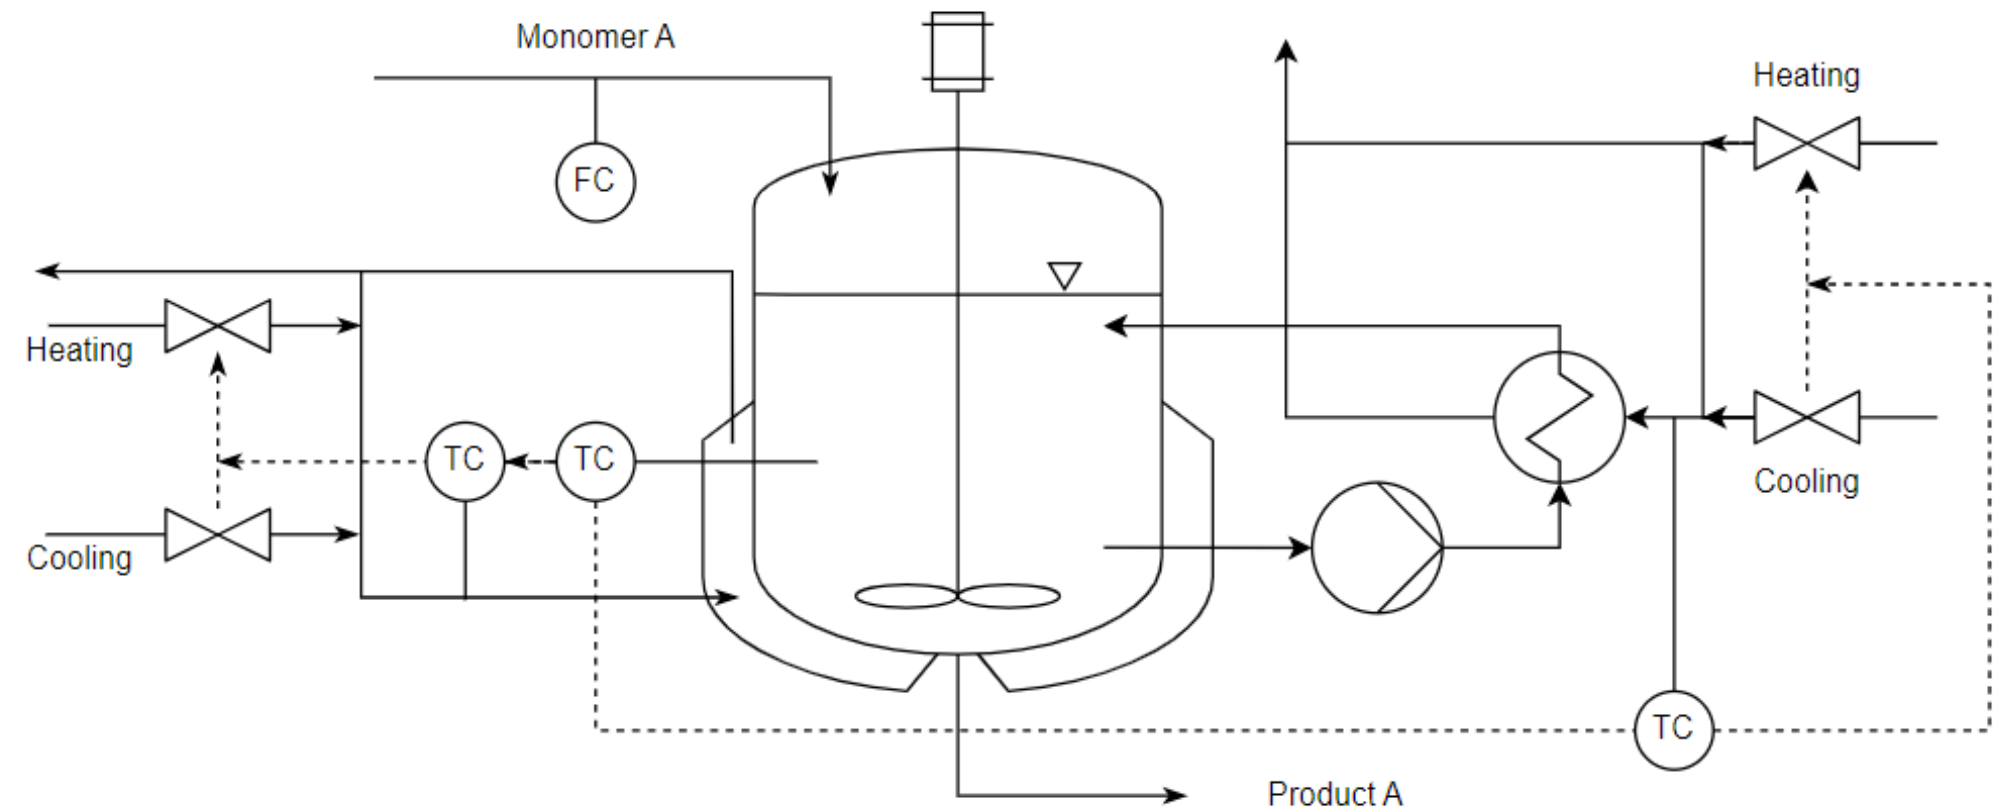 Monomer A
Heating
FC
Heating
TC
TC
Cooling
Cooling
TC
Product A